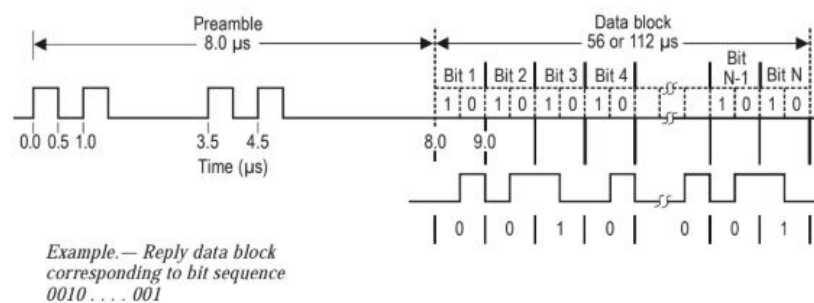 Preamble
8.0 µs
Data block
56 or 112 µs
Bit 1 Bit 2 Bit 3 Bit 4 Bit N-1 Bit N
1 0 1 0 1 0 1 0 1 0 1 0
0.0 0.5 1.0 3.5 4.5 8.0 9.0
Time (µs)
0 0 1 0 0 0 1
Example.— Reply data block
corresponding to bit sequence
0010 . . . . 001